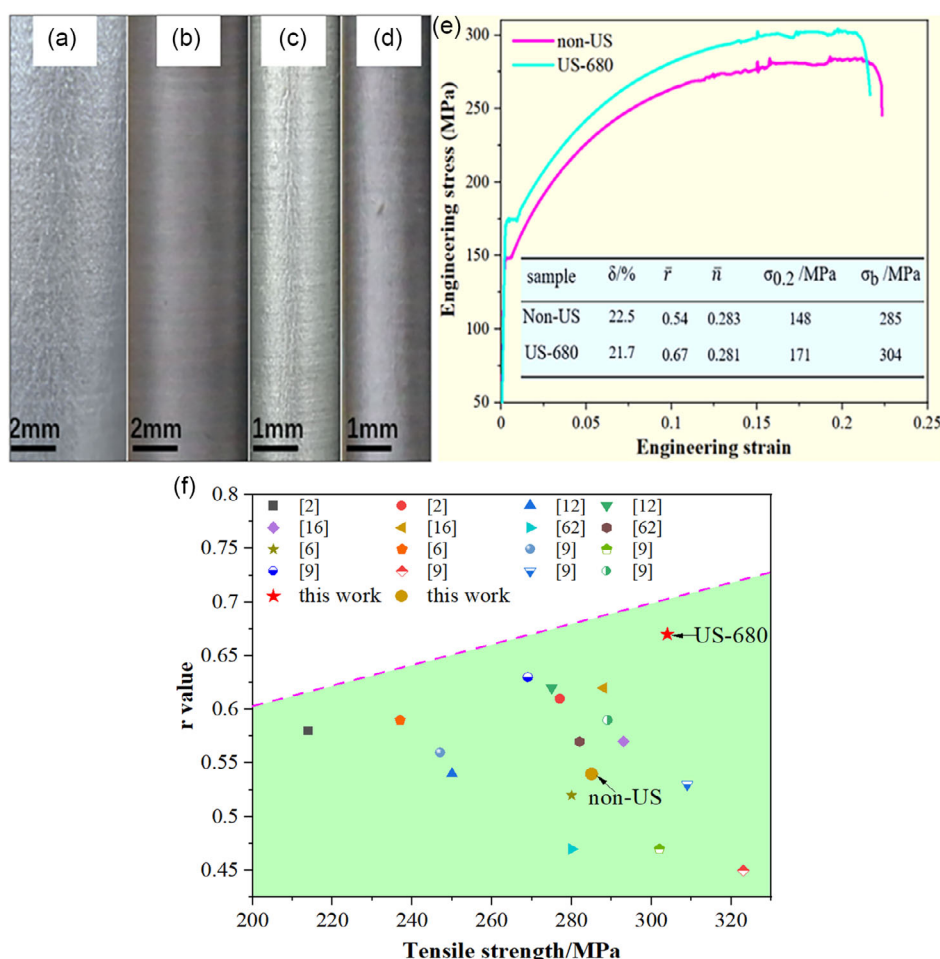 (a)
(b)
(c)
(d)
2mm
2mm
1mm
1mm
(e)
non-US
US-680
300
250
200
150
100
50
Engineering stress (MPa)
sample δ/% r̄ n̄ σ0.2 /MPa σb /MPa
Non-US 22.5 0.54 0.283 148 285
US-680 21.7 0.67 0.281 171 304
0 0.05 0.1 0.15 0.2 0.25
Engineering strain
(f)
[2] [2] [12] [12]
[16] [16] [62] [62]
[6] [6] [9] [9]
[9] [9] [9] [9]
this work this work
US-680
non-US
0.8
0.75
0.7
0.65
0.6
0.55
0.5
0.45
r value
200 220 240 260 280 300 320
Tensile strength/MPa